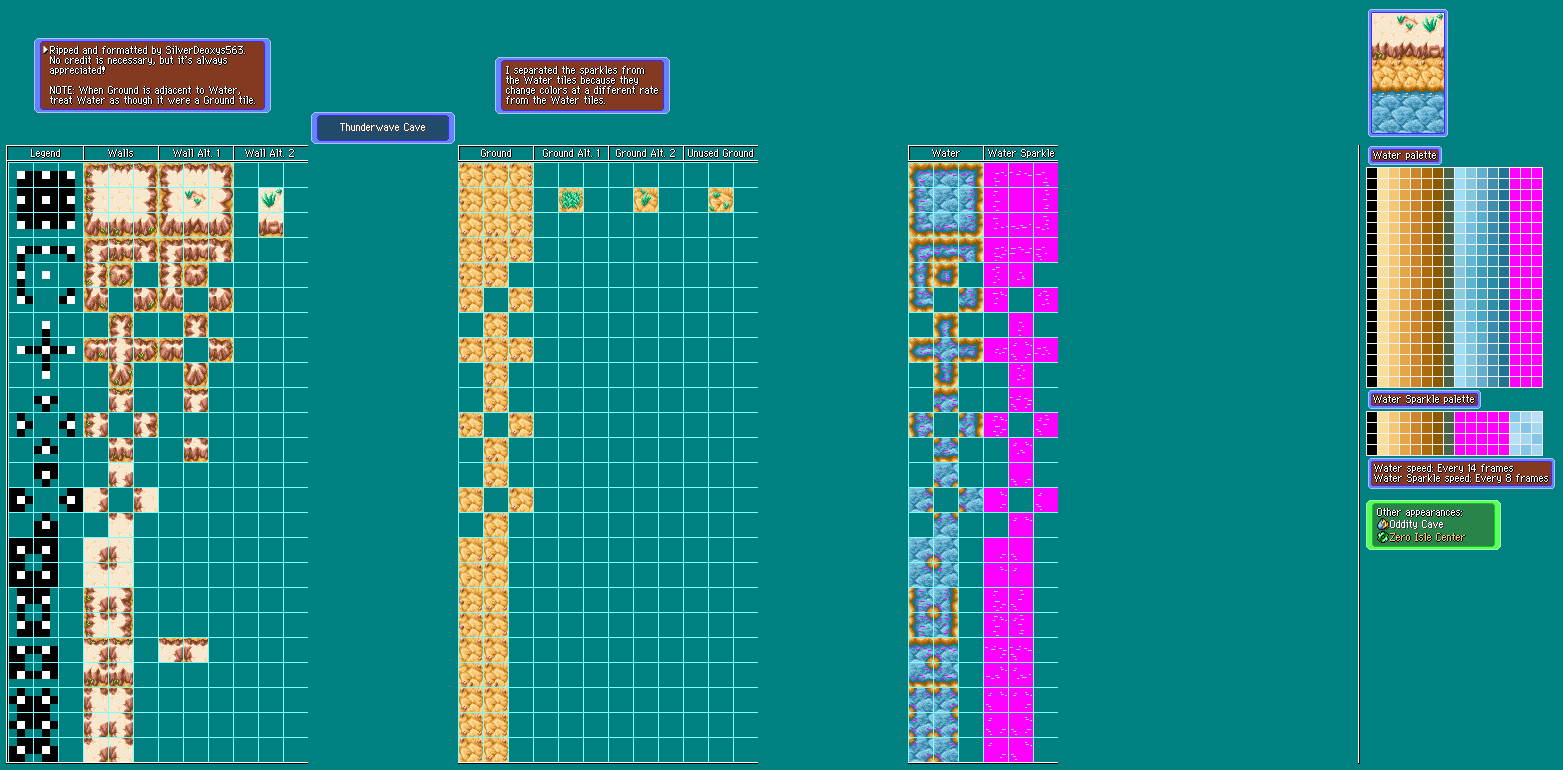 Ripped and formatted by SilverDeoxys563.
No credit is necessary, but it's always
appreciated!
NOTE: When Ground is adjacent to Water,
treat Water as though it were a Ground tile.
I separated the sparkles from
the Water tiles because they
change colors at a different rate
from the Water tiles.
Thunderwave Cave
Legend
Walls
Wall Alt. 1
Wall Alt. 2
Ground
Ground Alt. 1
Ground Alt. 2
Unused Ground
Water
Water Sparkle
Water palette
Water Sparkle palette
Water speed: Every 14 frames
Water Sparkle speed: Every 8 frames
Other appearances:
Oddity Cave
Zero Isle Center